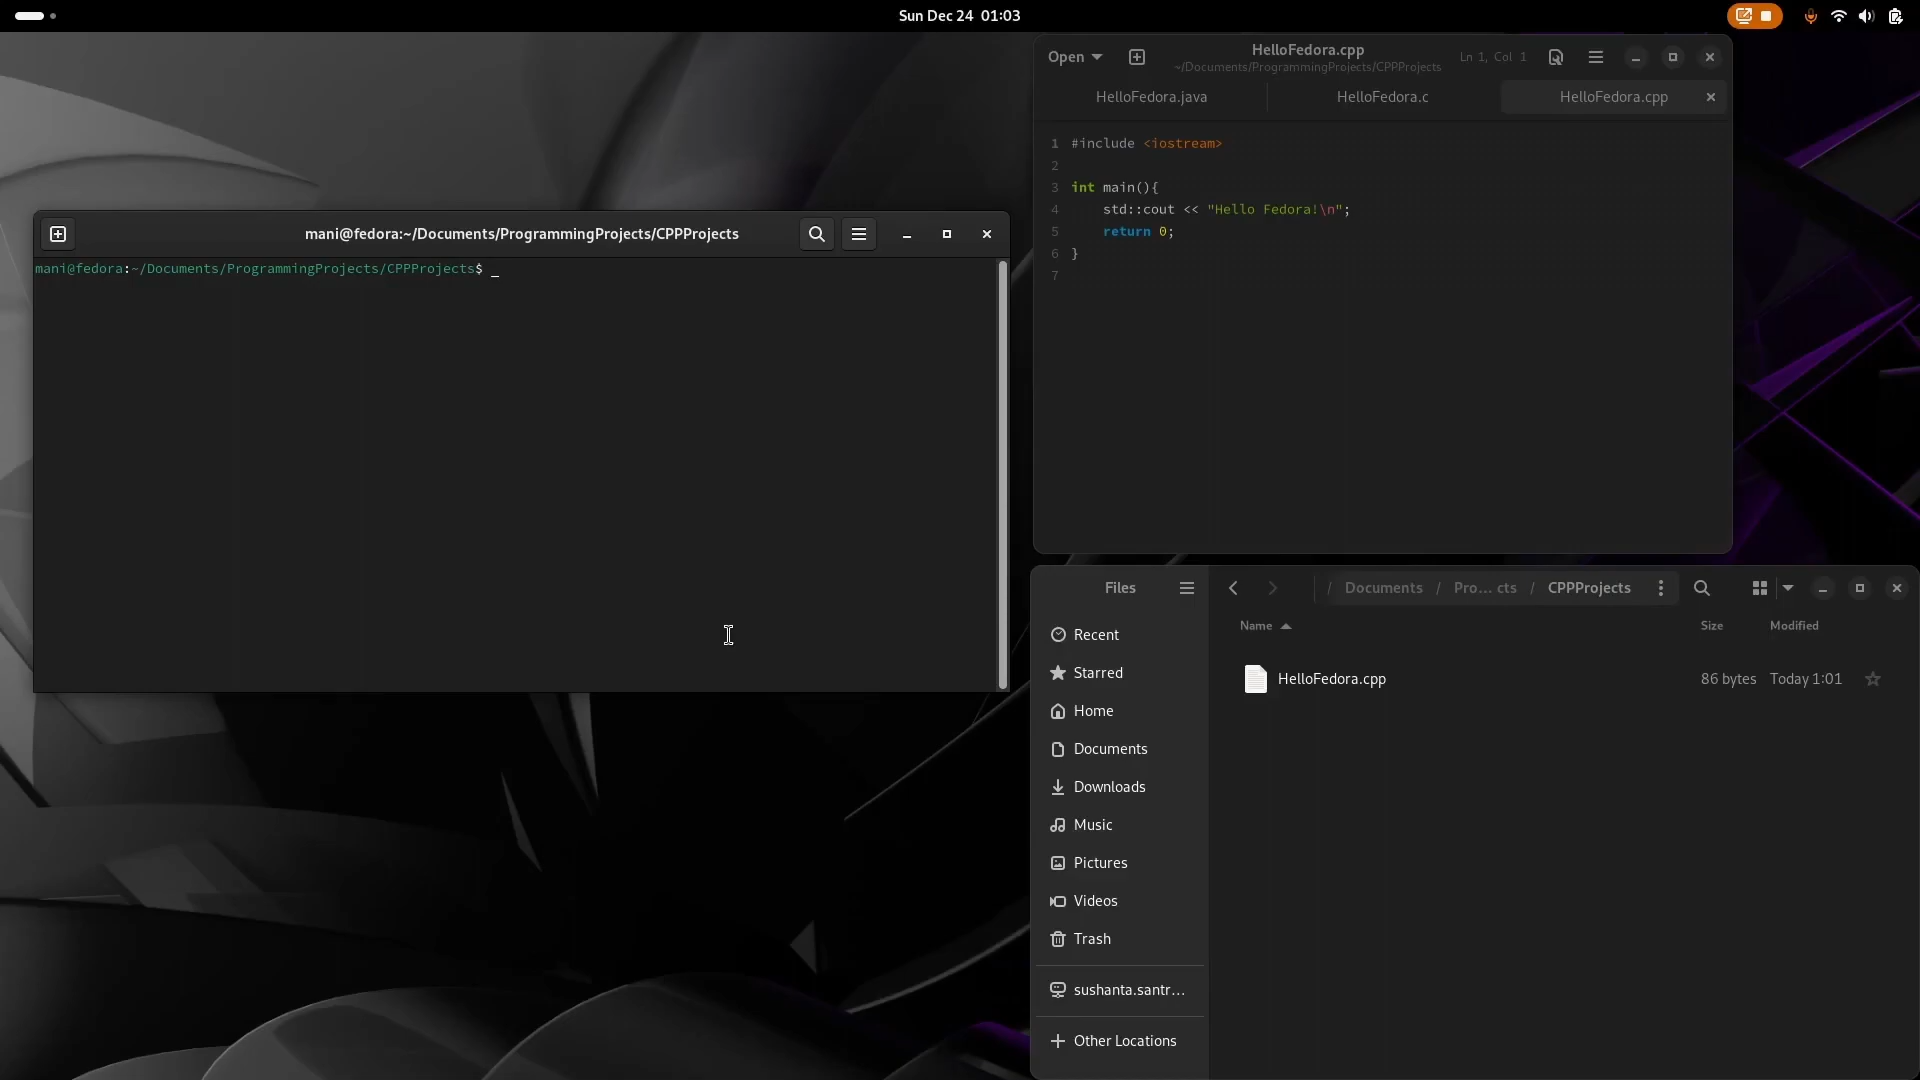 Sun Dec 24 01:03
mani@fedora:~/Documents/ProgrammingProjects/CPPProjects
mani@fedora:~/Documents/ProgrammingProjects/CPPProjects$ _
Open
HelloFedora.cpp
~/Documents/ProgrammingProjects/CPPProjects
Ln 1, Col 1
HelloFedora.java
HelloFedora.c
HelloFedora.cpp
1 #include <iostream>
2
3 int main(){
4 std::cout << "Hello Fedora!\n";
5 return 0;
6 }
7
Files
/ Documents / Pro... cts / CPPProjects
Name Size Modified
HelloFedora.cpp 86 bytes Today 1:01
Recent
Starred
Home
Documents
Downloads
Music
Pictures
Videos
Trash
sushanta.santr...
Other Locations